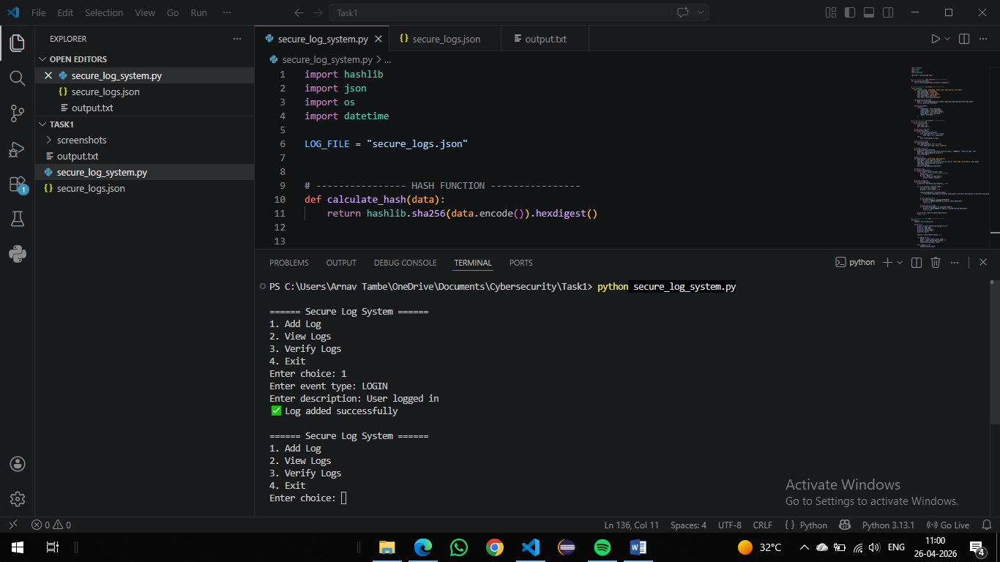 File Edit Selection View Go Run ··· Task1
EXPLORER ···
OPEN EDITORS
secure_log_system.py
secure_logs.json
output.txt
TASK1
screenshots
output.txt
secure_log_system.py
secure_logs.json
1
secure_log_system.py secure_logs.json output.txt
secure_log_system.py > ...
1 import hashlib
2 import json
3 import os
4 import datetime
5
6 LOG_FILE = "secure_logs.json"
7
8
9 # ---------------- HASH FUNCTION ----------------
10 def calculate_hash(data):
11 return hashlib.sha256(data.encode()).hexdigest()
12
13
PROBLEMS OUTPUT DEBUG CONSOLE TERMINAL PORTS python
PS C:\Users\Arnav Tambe\OneDrive\Documents\Cybersecurity\Task1> python secure_log_system.py
====== Secure Log System ======
1. Add Log
2. View Logs
3. Verify Logs
4. Exit
Enter choice: 1
Enter event type: LOGIN
Enter description: User logged in
✅ Log added successfully
====== Secure Log System ======
1. Add Log
2. View Logs
3. Verify Logs
4. Exit
Enter choice:
Activate Windows
Go to Settings to activate Windows.
0 0 Ln 136, Col 11 Spaces: 4 UTF-8 CRLF { } Python Python 3.13.1 Go Live
32°C ENG 11:00
26-04-2026 4